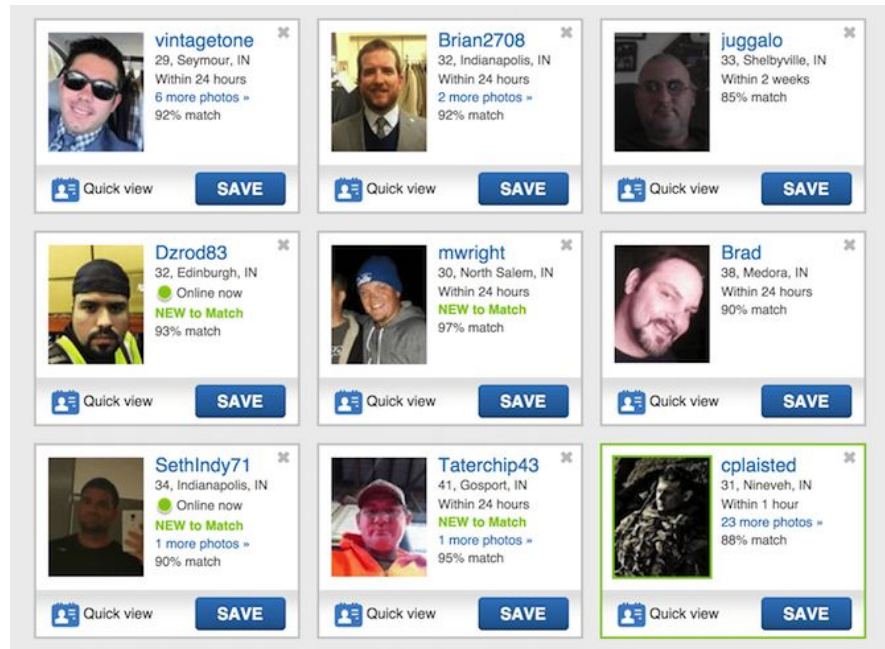 vintagetone
29, Seymour, IN
Within 24 hours
6 more photos »
92% match
Quick view
SAVE
Brian2708
32, Indianapolis, IN
Within 24 hours
2 more photos »
92% match
Quick view
SAVE
juggalo
33, Shelbyville, IN
Within 2 weeks
85% match
Quick view
SAVE
Dzrod83
32, Edinburgh, IN
Online now
NEW to Match
93% match
Quick view
SAVE
mwright
30, North Salem, IN
Within 24 hours
NEW to Match
97% match
Quick view
SAVE
Brad
38, Medora, IN
Within 24 hours
90% match
Quick view
SAVE
SethIndy71
34, Indianapolis, IN
Online now
NEW to Match
1 more photos »
90% match
Quick view
SAVE
Taterchip43
41, Gosport, IN
Within 24 hours
NEW to Match
1 more photos »
95% match
Quick view
SAVE
cplaisted
31, Nineveh, IN
Within 1 hour
23 more photos »
88% match
Quick view
SAVE